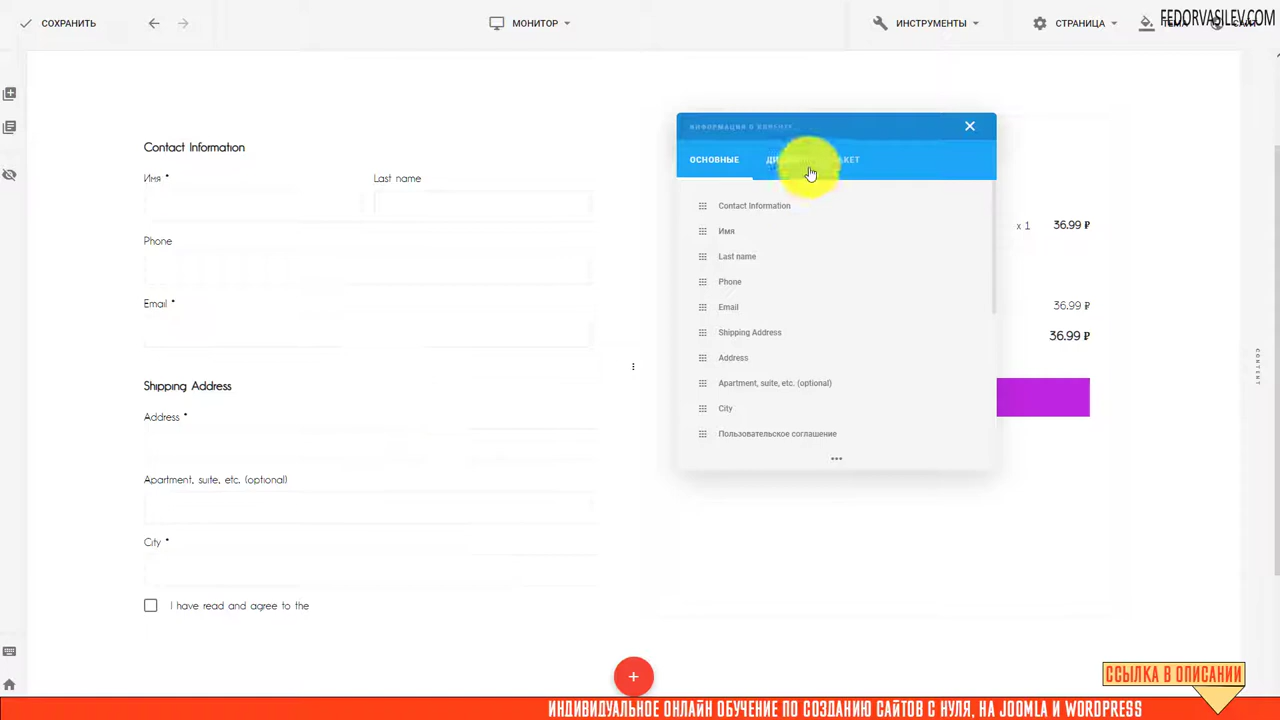 СОХРАНИТЬ
МОНИТОР
ИНСТРУМЕНТЫ
СТРАНИЦА
FEDORVASILEV.COM
Contact Information
Имя *
Last name
Phone
Email *
Shipping Address
Address *
Apartment, suite, etc. (optional)
City *
I have read and agree to the
ИНФОРМАЦИЯ О
ОСНОВНЫЕ
Contact Information
Имя
Last name
Phone
Email
Shipping Address
Address
Apartment, suite, etc. (optional)
City
Пользовательское соглашение
x 1 36.99 ₽
36.99 ₽
36.99 ₽
CONTENT
ССЫЛКА В ОПИСАНИИ
ИНДИВИДУАЛЬНОЕ ОНЛАЙН ОБУЧЕНИЕ ПО СОЗДАНИЮ САЙТОВ С НУЛЯ, НА JOOMLA И WORDPRESS